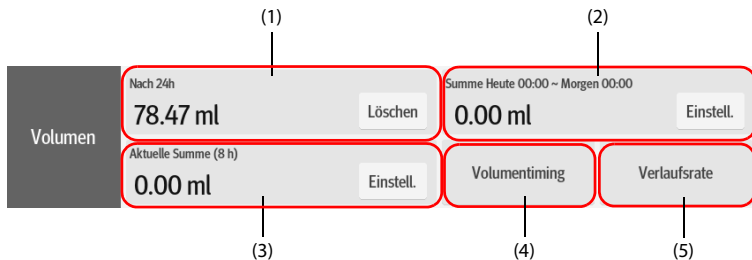 (1)
(2)
Nach 24h
78.47 ml
Löschen
Summe Heute 00:00 ~ Morgen 00:00
0.00 ml
Einstell.
Volumen
Aktuelle Summe (8 h)
0.00 ml
Einstell.
Volumentiming
Verlaufsrate
(3)
(4)
(5)